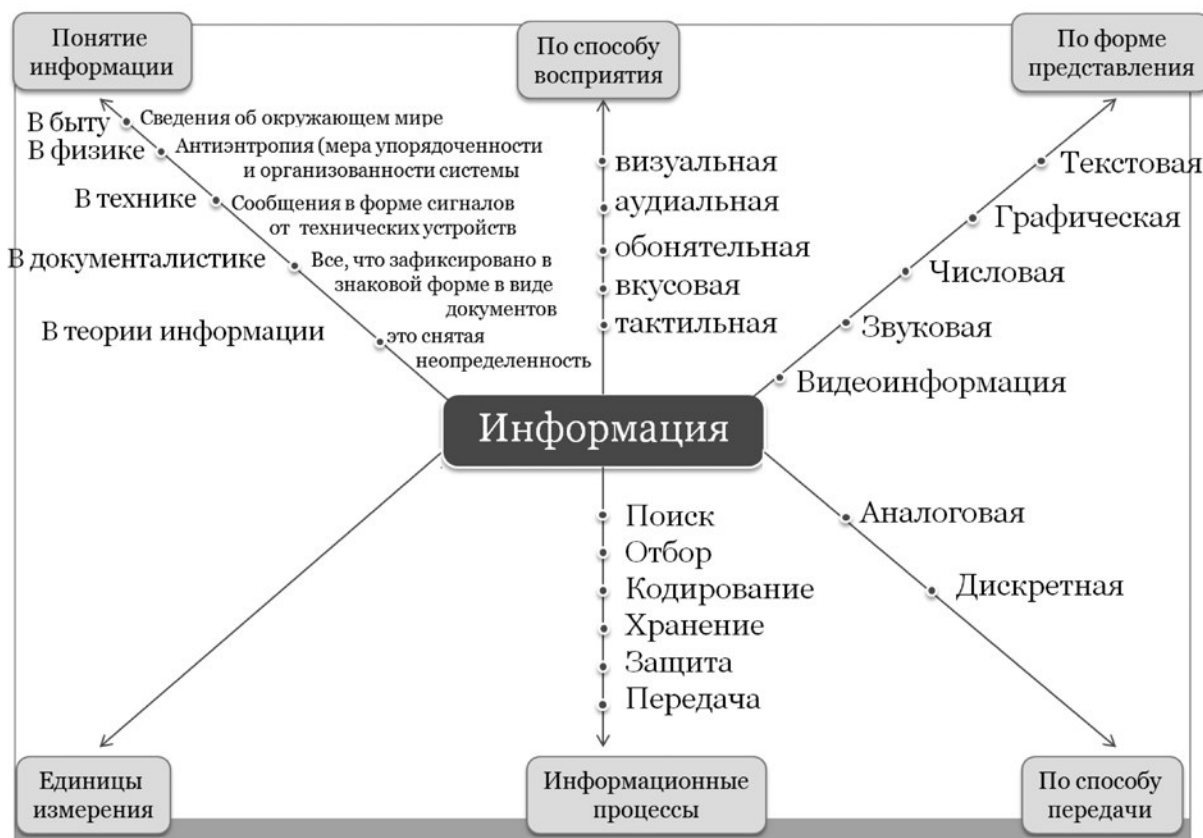 Понятие
информации
По способу
восприятия
По форме
представления
В быту
Сведения об окружающем мире
В физике
Антиэнтропия (мера упорядоченности
и организованности системы
В технике
Сообщения в форме сигналов
от технических устройств
В документалистике
Все, что зафиксировано в
знаковой форме в виде
документов
В теории информации
это снятая
неопределенность
визуальная
аудиальная
обонятельная
вкусовая
тактильная
Текстовая
Графическая
Числовая
Звуковая
Видеоинформация
Информация
Поиск
Отбор
Кодирование
Хранение
Защита
Передача
Аналоговая
Дискретная
Единицы
измерения
Информационные
процессы
По способу
передачи